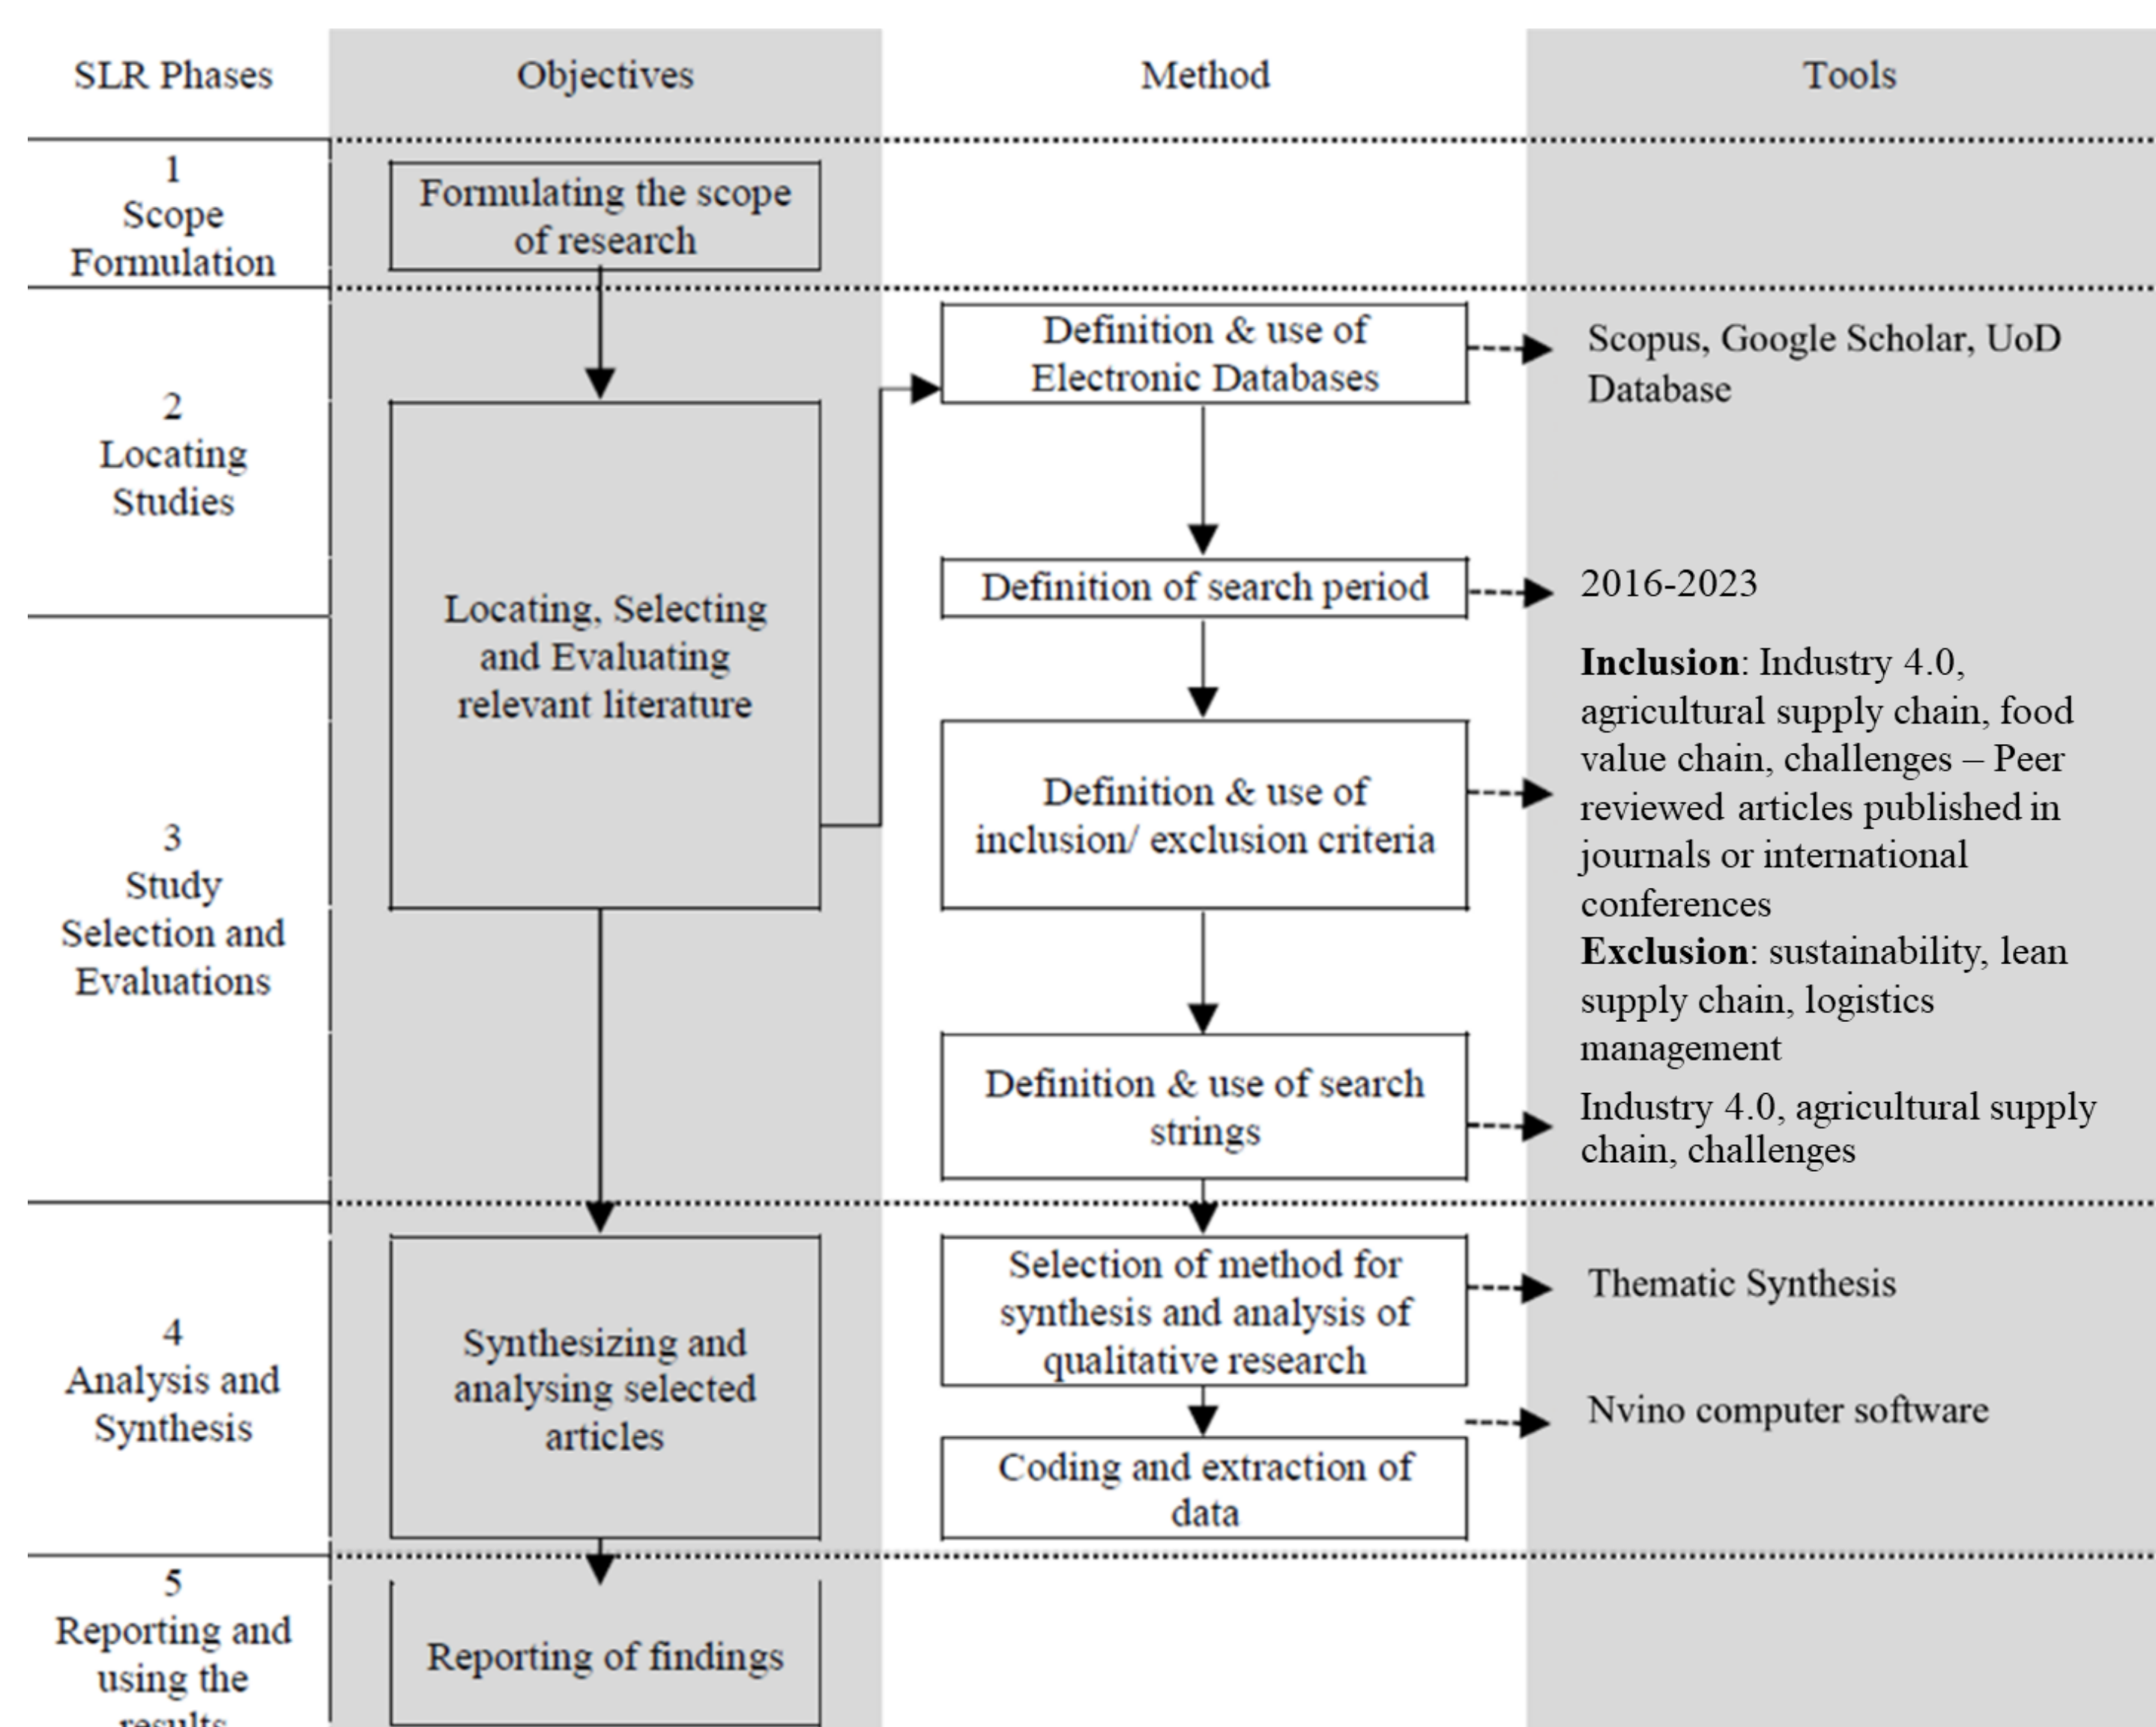 SLR Phases
Objectives
Method
Tools
1
Scope
Formulation
Formulating the scope
of research
2
Locating
Studies
Locating, Selecting
and Evaluating
relevant literature
Definition & use of
Electronic Databases
Scopus, Google Scholar, UoD
Database
Definition of search period
2016-2023
3
Study
Selection and
Evaluations
Definition & use of
inclusion/ exclusion criteria
Inclusion: Industry 4.0,
agricultural supply chain, food
value chain, challenges – Peer
reviewed articles published in
journals or international
conferences
Exclusion: sustainability, lean
supply chain, logistics
management
Definition & use of search
strings
Industry 4.0, agricultural supply
chain, challenges
4
Analysis and
Synthesis
Synthesizing and
analysing selected
articles
Selection of method for
synthesis and analysis of
qualitative research
Thematic Synthesis
Nvino computer software
Coding and extraction of
data
5
Reporting and
using the
results
Reporting of findings